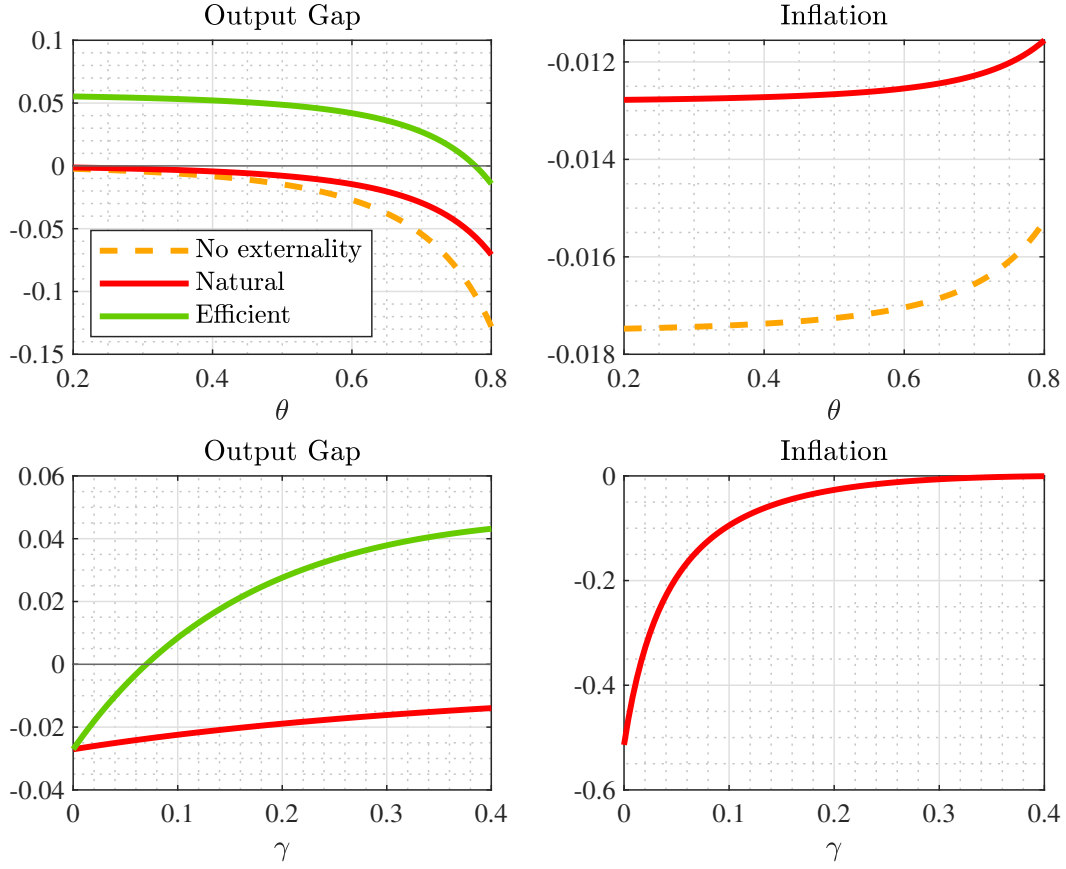 Output Gap
0.1
0.05
0
-0.05
-0.1
-0.15
No externality
Natural
Efficient
0.2 0.4 0.6 0.8
θ
Inflation
-0.012
-0.014
-0.016
-0.018
0.2 0.4 0.6 0.8
θ
Output Gap
0.06
0.04
0.02
0
-0.02
-0.04
0 0.1 0.2 0.3 0.4
γ
Inflation
0
-0.2
-0.4
-0.6
0 0.1 0.2 0.3 0.4
γ